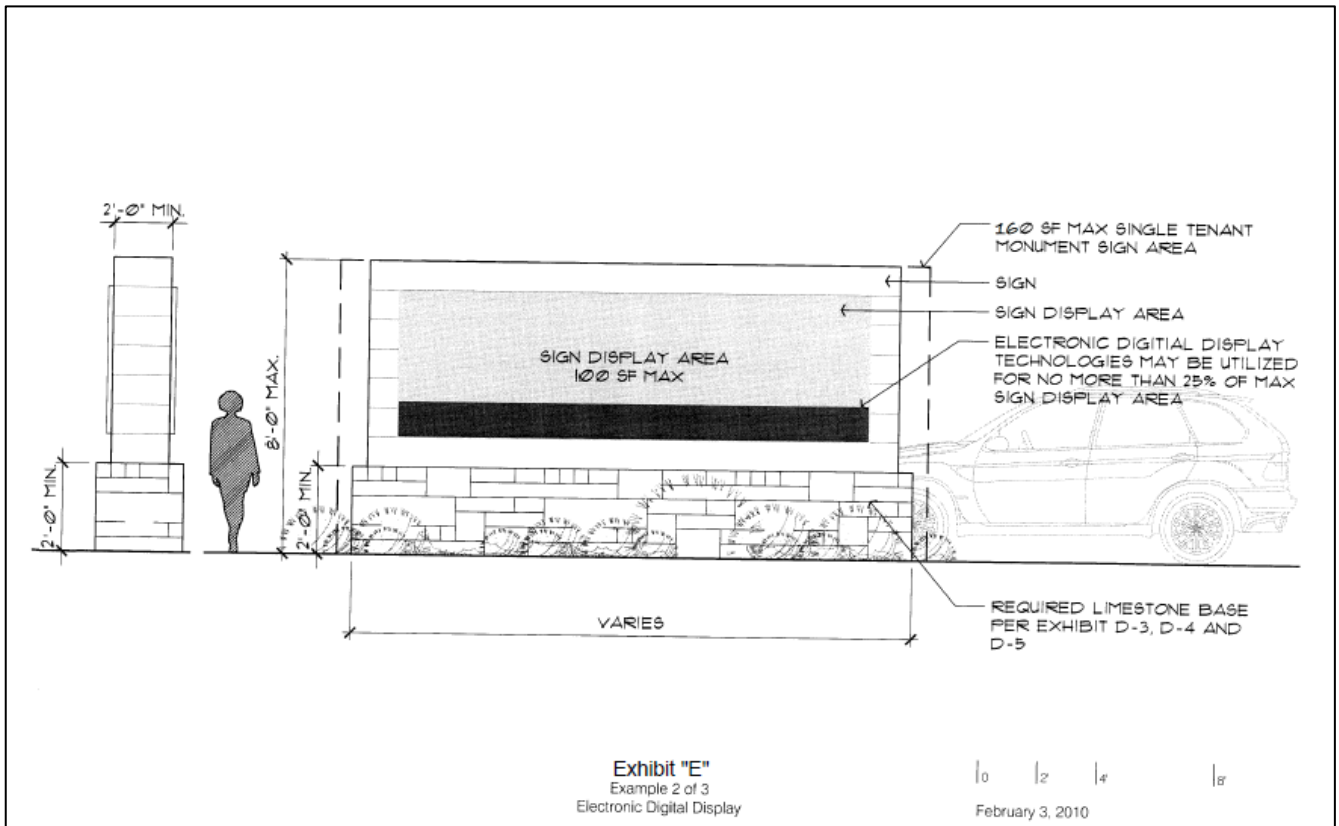 2'-0" MIN.
160 SF MAX SINGLE TENANT
MONUMENT SIGN AREA
SIGN
SIGN DISPLAY AREA
ELECTRONIC DIGITIAL DISPLAY
TECHNOLOGIES MAY BE UTILIZED
FOR NO MORE THAN 25% OF MAX
SIGN DISPLAY AREA
SIGN DISPLAY AREA
100 SF MAX
8'-0" MAX.
2'-0" MIN.
2'-0" MIN.
REQUIRED LIMESTONE BASE
PER EXHIBIT D-3, D-4 AND
D-5
VARIES
Exhibit "E"
Example 2 of 3
Electronic Digital Display
0 2' 4' 8'
February 3, 2010